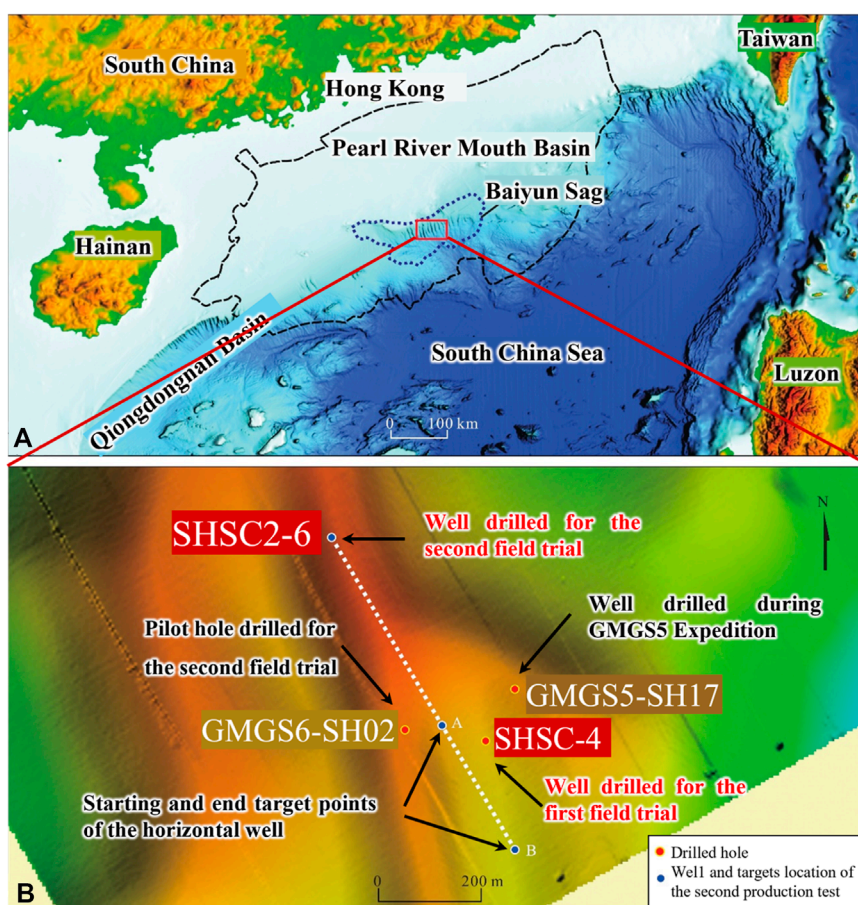 South China
Taiwan
Hong Kong
Pearl River Mouth Basin
Baiyun Sag
Hainan
Qiongdongnan Basin
South China Sea
Luzon
0 100 km
A
SHSC2-6
Well drilled for the
second field trial
N
Well drilled during
GMGS5 Expedition
Pilot hole drilled for
the second field trial
GMGS5-SH17
GMGS6-SH02
A
SHSC-4
Starting and end target points
of the horizontal well
Well drilled for the
first field trial
B
0 200 m
B
Drilled hole
Well and targets location of
the second production test